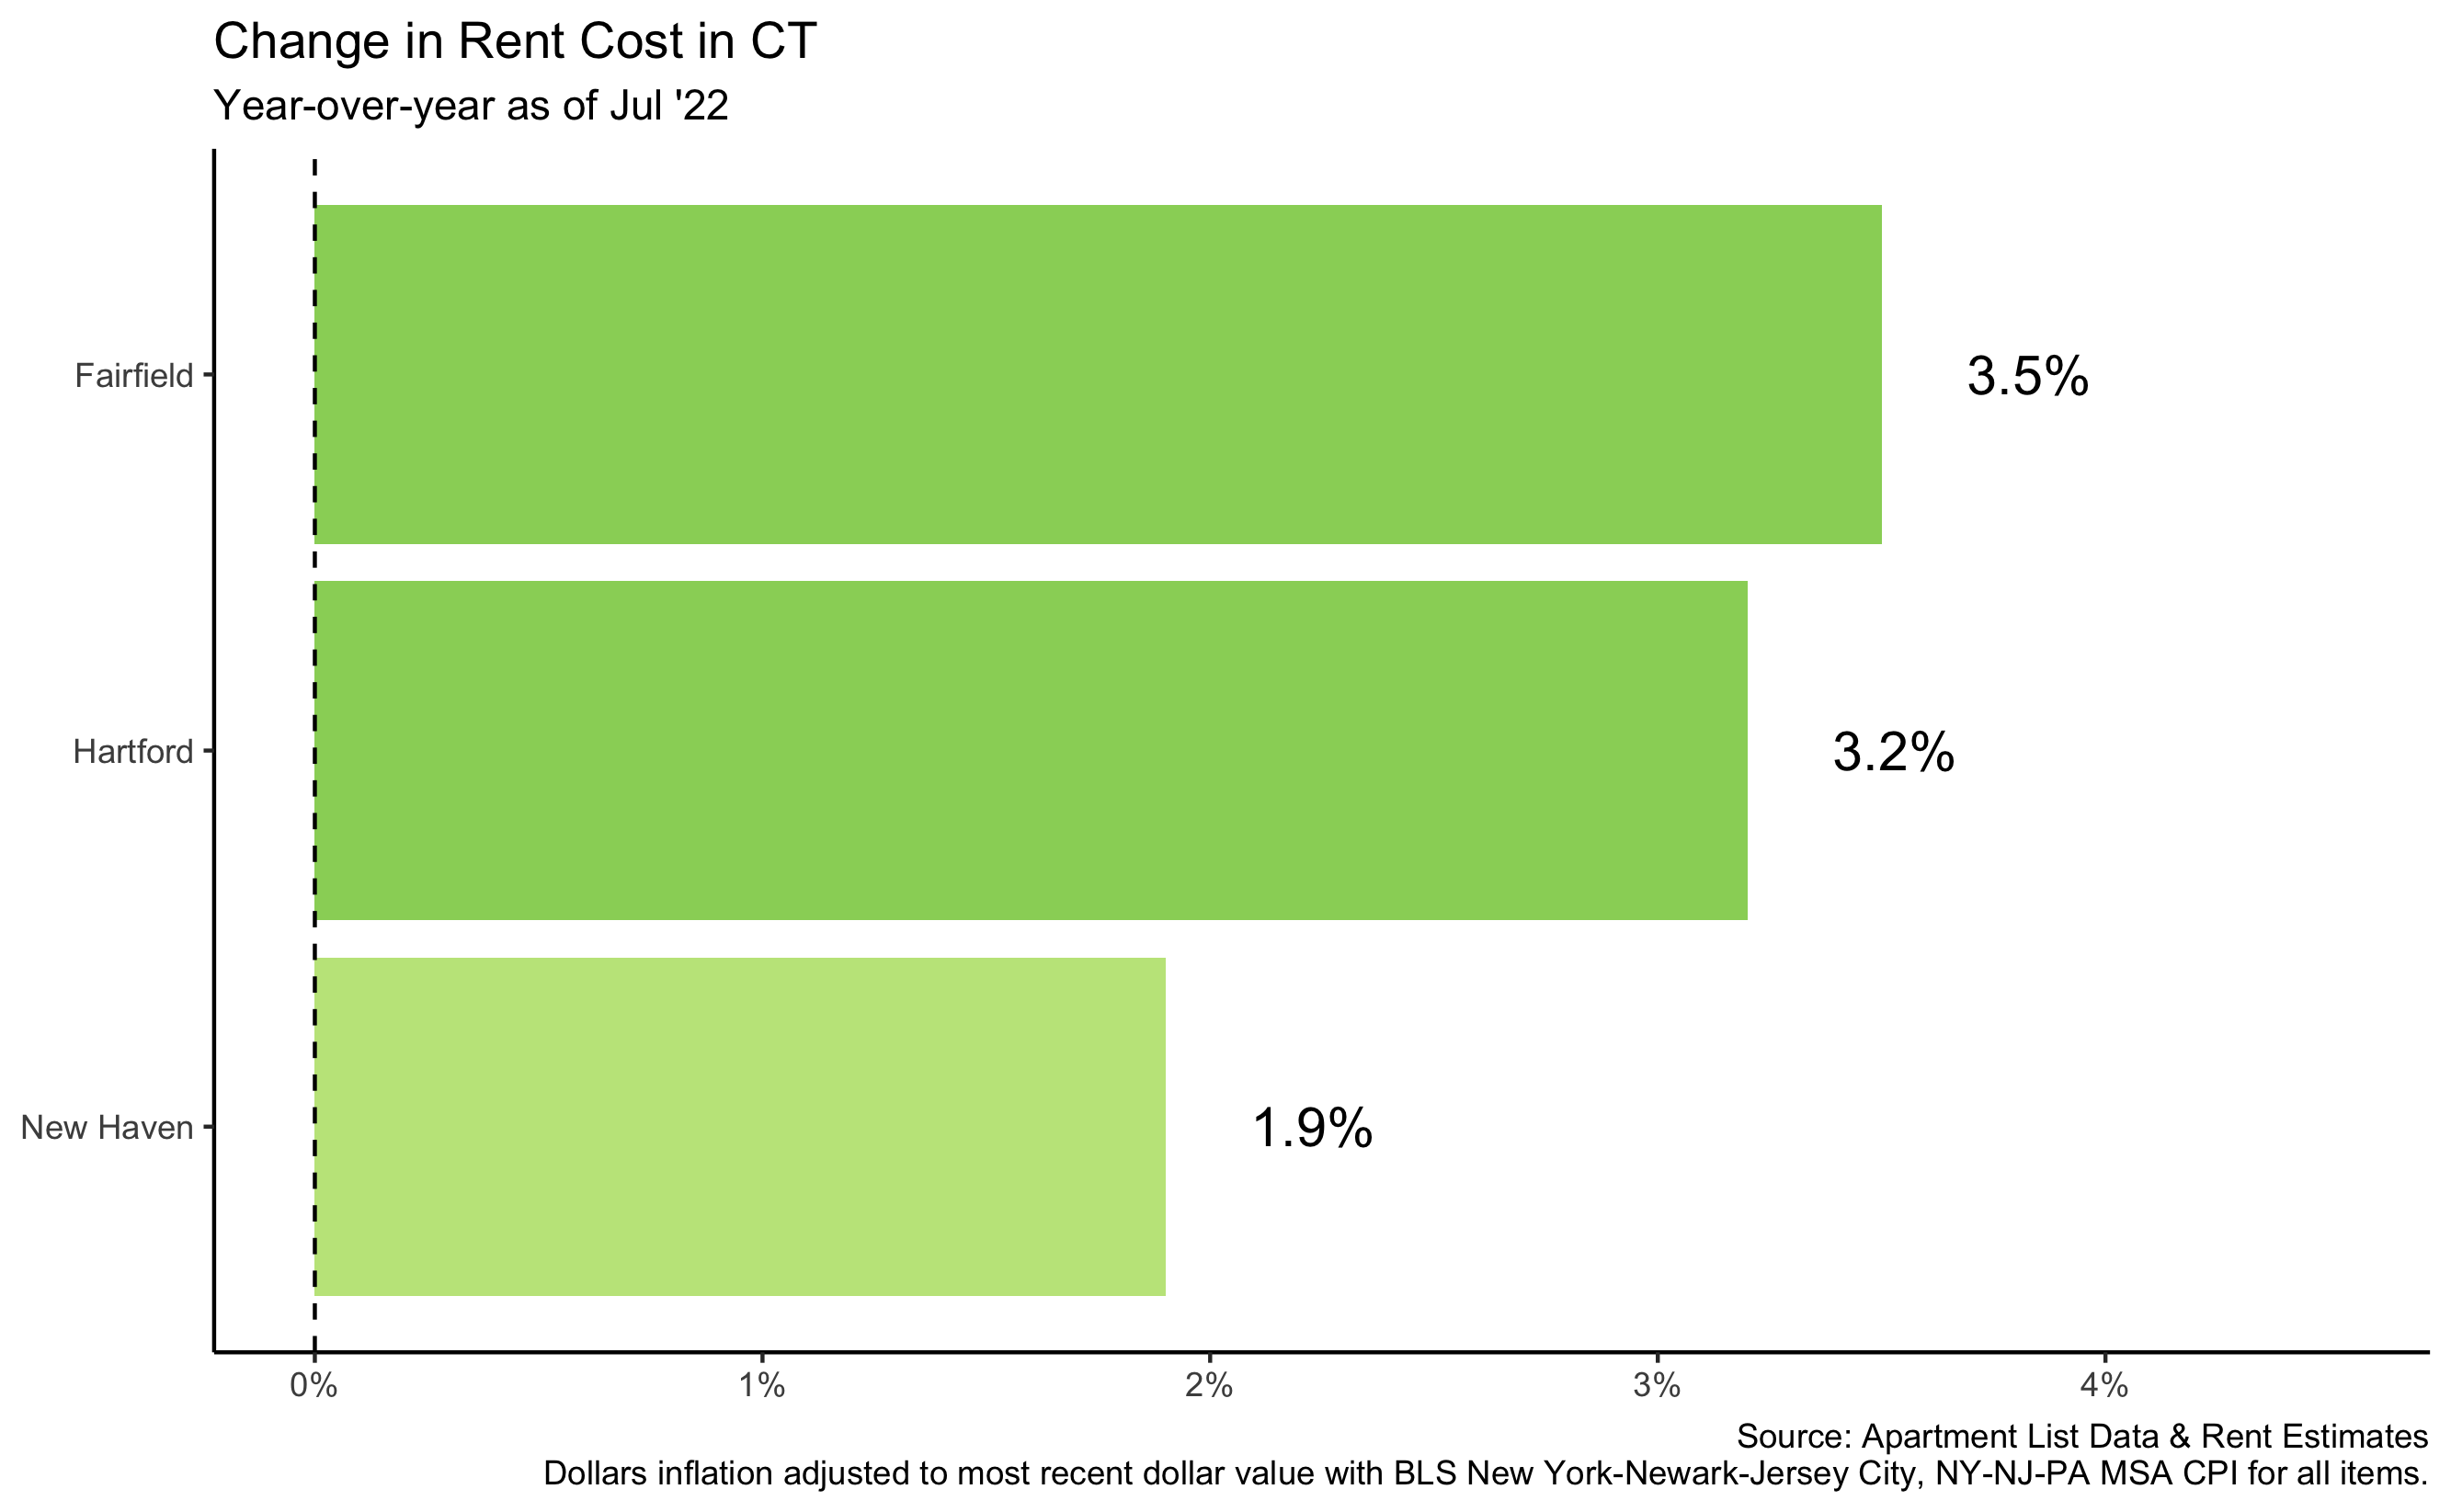 Change in Rent Cost in CT
Year-over-year as of Jul '22
Fairfield
3.5%
Hartford
3.2%
New Haven
1.9%
0%
1%
2%
3%
4%
Source: Apartment List Data & Rent Estimates
Dollars inflation adjusted to most recent dollar value with BLS New York-Newark-Jersey City, NY-NJ-PA MSA CPI for all items.